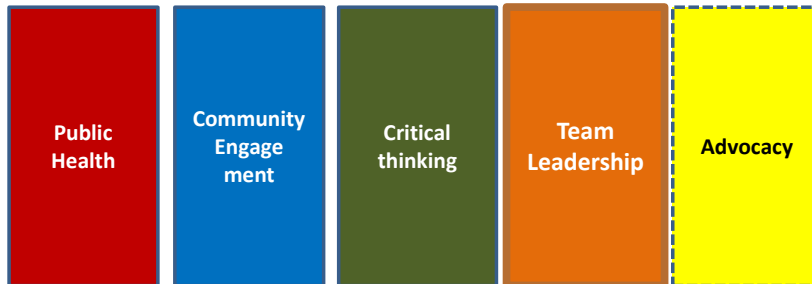 Public
Health
Community
Engage
ment
Critical
thinking
Team
Leadership
Advocacy